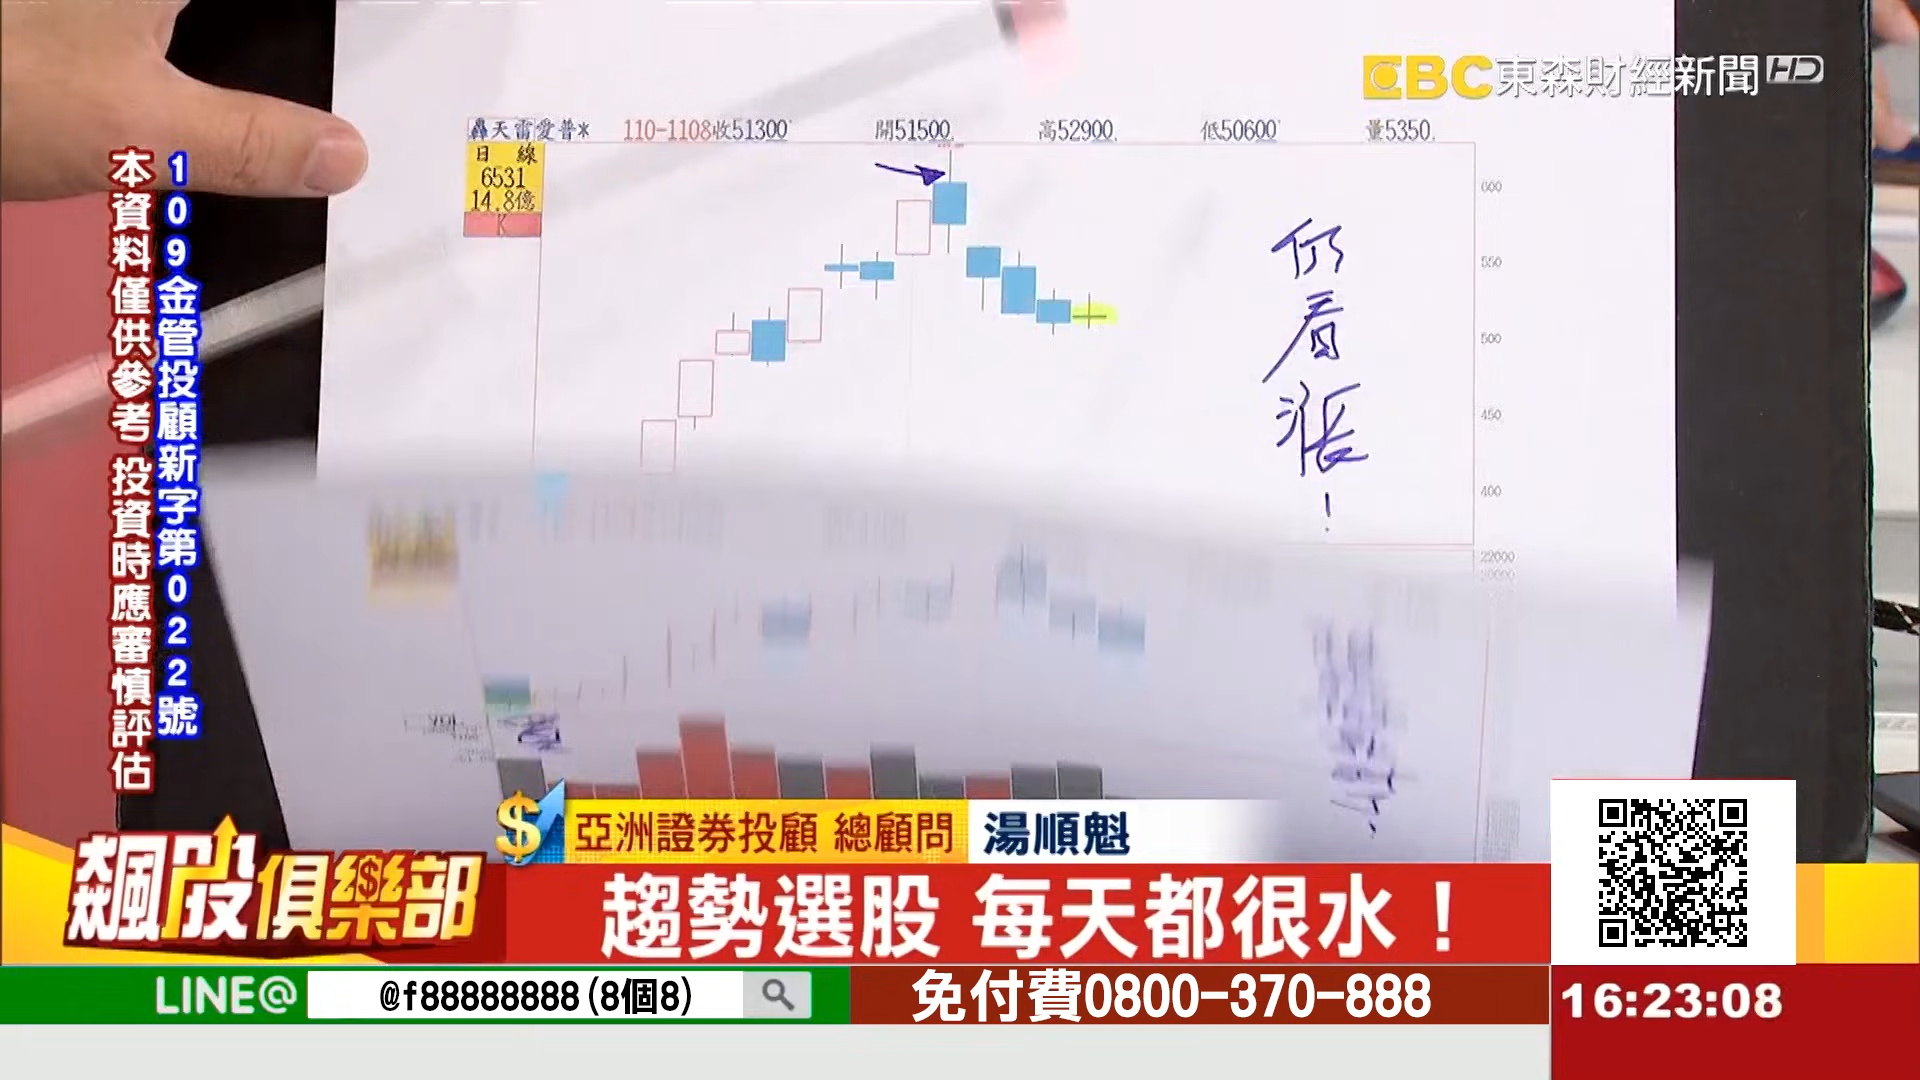 EBC東森財經新聞HD
轟天雷愛普* 110-1108收51300 開51500 高52900 低50600 量5350
日 線
6531
14.8億
K
600
550
500
450
400
22000
仍看漲!
VOL
109金管投顧新字第022號
本資料僅供參考 投資時應審慎評估
亞洲證券投顧 總顧問 湯順魁
飆股俱樂部
趨勢選股 每天都很水!
LINE@ @f88888888(8個8)
免付費0800-370-888
16:23:08